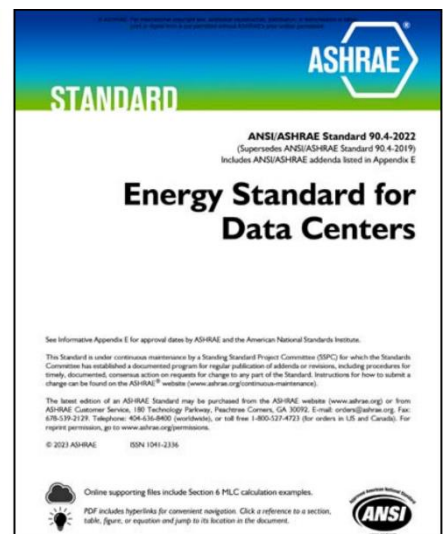 ASHRAE
®
STANDARD
ANSI/ASHRAE Standard 90.4-2022
(Supersedes ANSI/ASHRAE Standard 90.4-2019)
Includes ANSI/ASHRAE addenda listed in Appendix E
Energy Standard for
Data Centers
See Informative Appendix E for approval dates by ASHRAE and the American National Standards Institute.
This Standard is under continuous maintenance by a Standing Standard Project Committee (SSPC) for which the Standards
Committee has established a documented program for regular publication of addenda or revisions, including procedures for
timely, documented, consensus action on requests for change to any part of the Standard. Instructions for how to submit a
change can be found on the ASHRAE® website (www.ashrae.org/continuous-maintenance).
The latest edition of an ASHRAE Standard may be purchased from the ASHRAE website (www.ashrae.org) or from
ASHRAE Customer Service, 180 Technology Parkway, Peachtree Corners, GA 30092. E-mail: orders@ashrae.org. Fax:
678-539-2129. Telephone: 404-636-8400 (worldwide), or toll free 1-800-527-4723 (for orders in US and Canada). For
reprint permission, go to www.ashrae.org/permissions.
© 2023 ASHRAE ISSN 1041-2336
Online supporting files include Section 6 MLC calculation examples.
PDF includes hyperlinks for convenient navigation. Click a reference to a section,
table, figure, or equation and jump to its location in the document.
ANSI